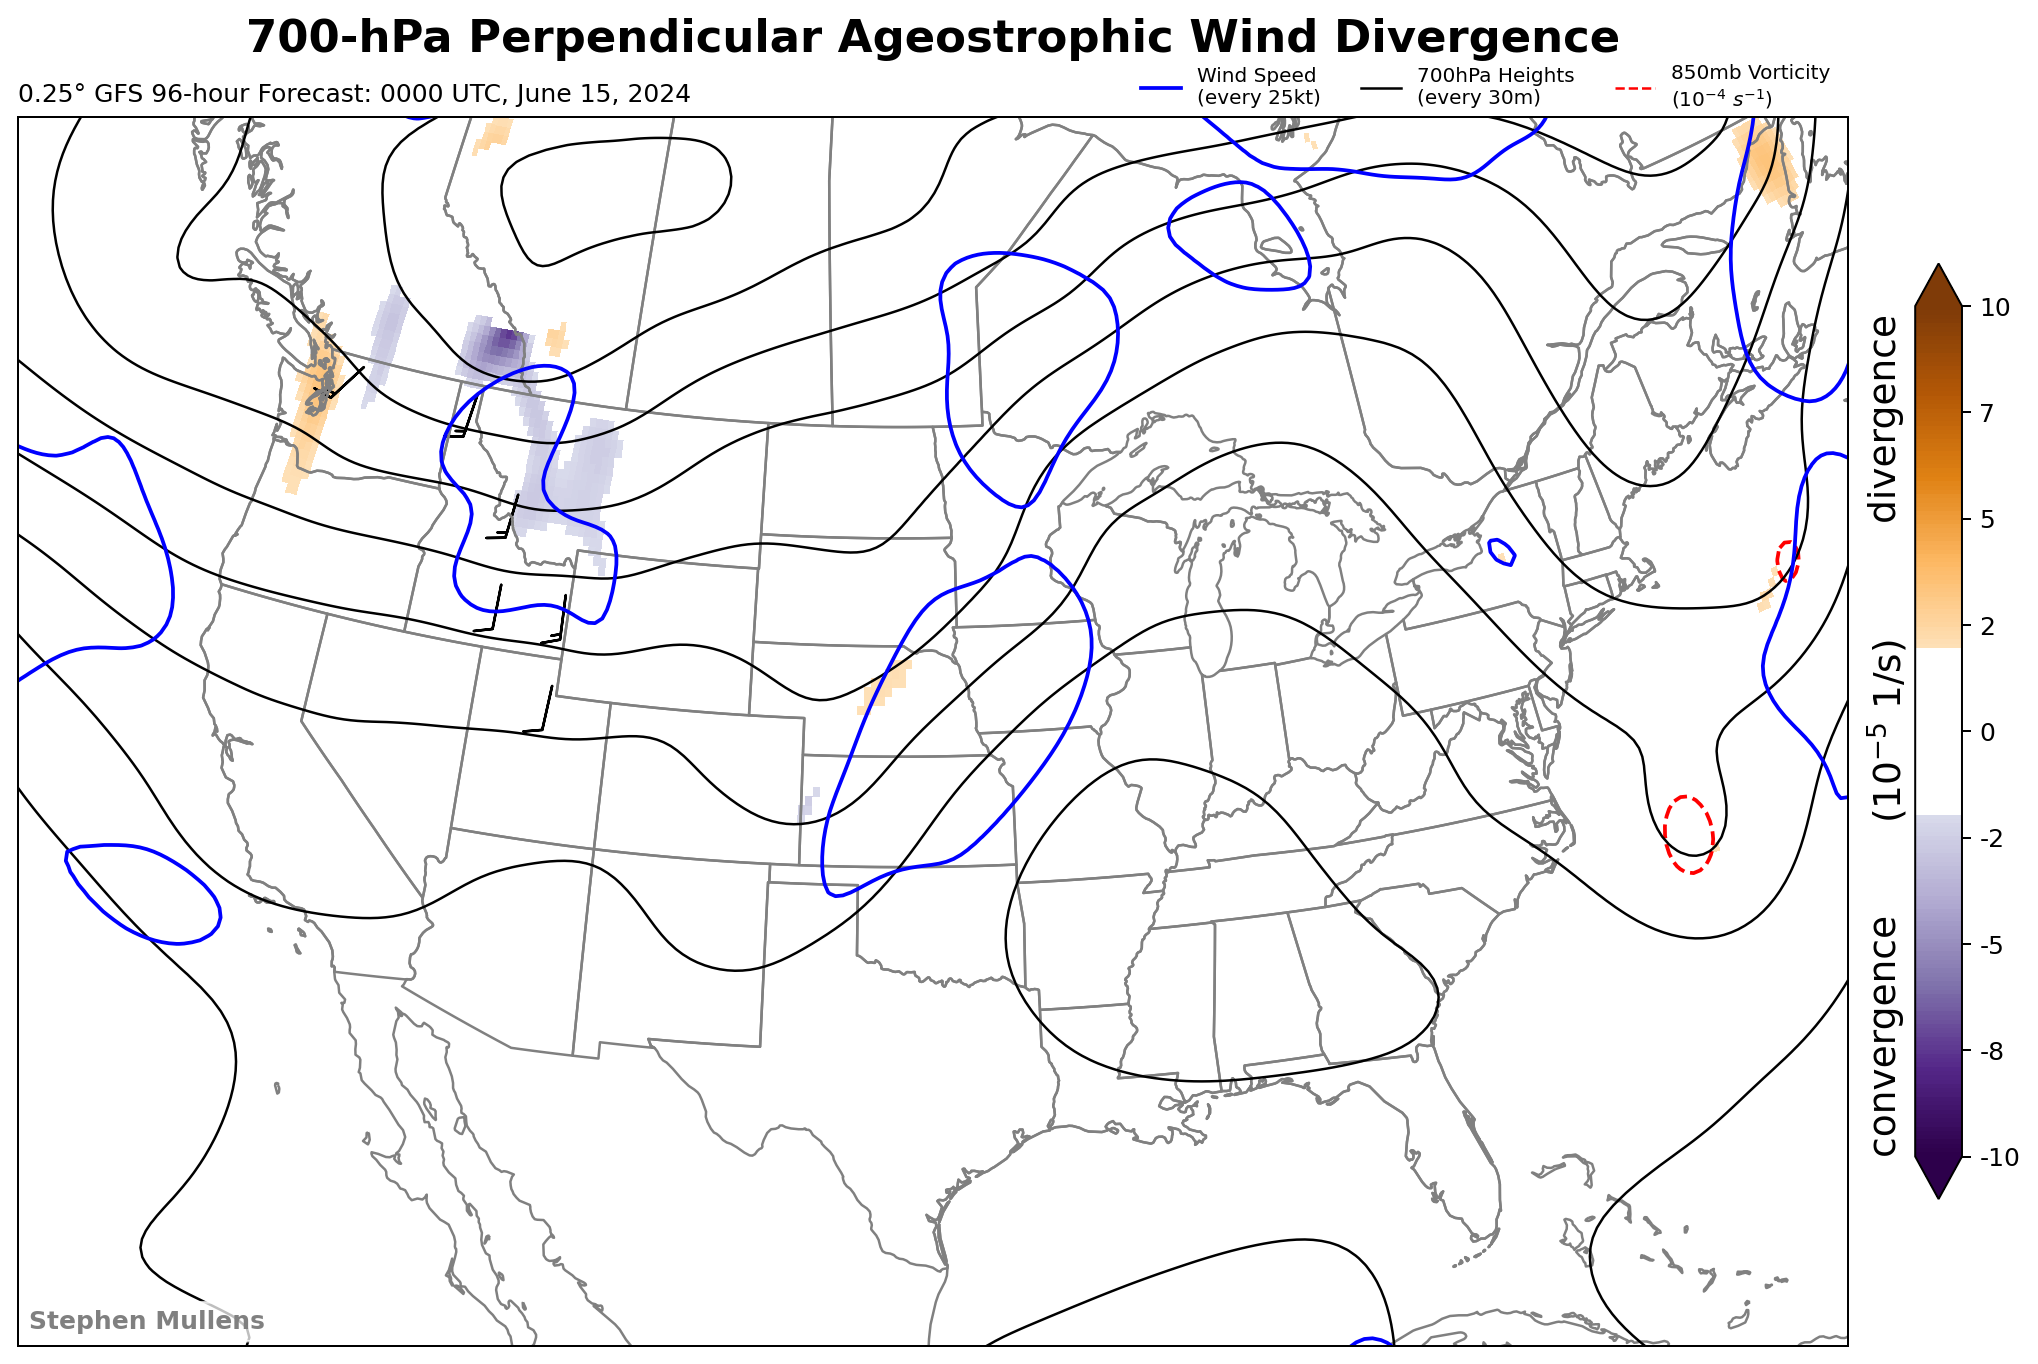 700-hPa Perpendicular Ageostrophic Wind Divergence
0.25° GFS 96-hour Forecast: 0000 UTC, June 15, 2024
Wind Speed
(every 25kt)
700hPa Heights
(every 30m)
850mb Vorticity
(10⁻⁴ s⁻¹)
10
7
5
2
0
-2
-5
-8
-10
convergence (10⁻⁵ 1/s) divergence
Stephen Mullens